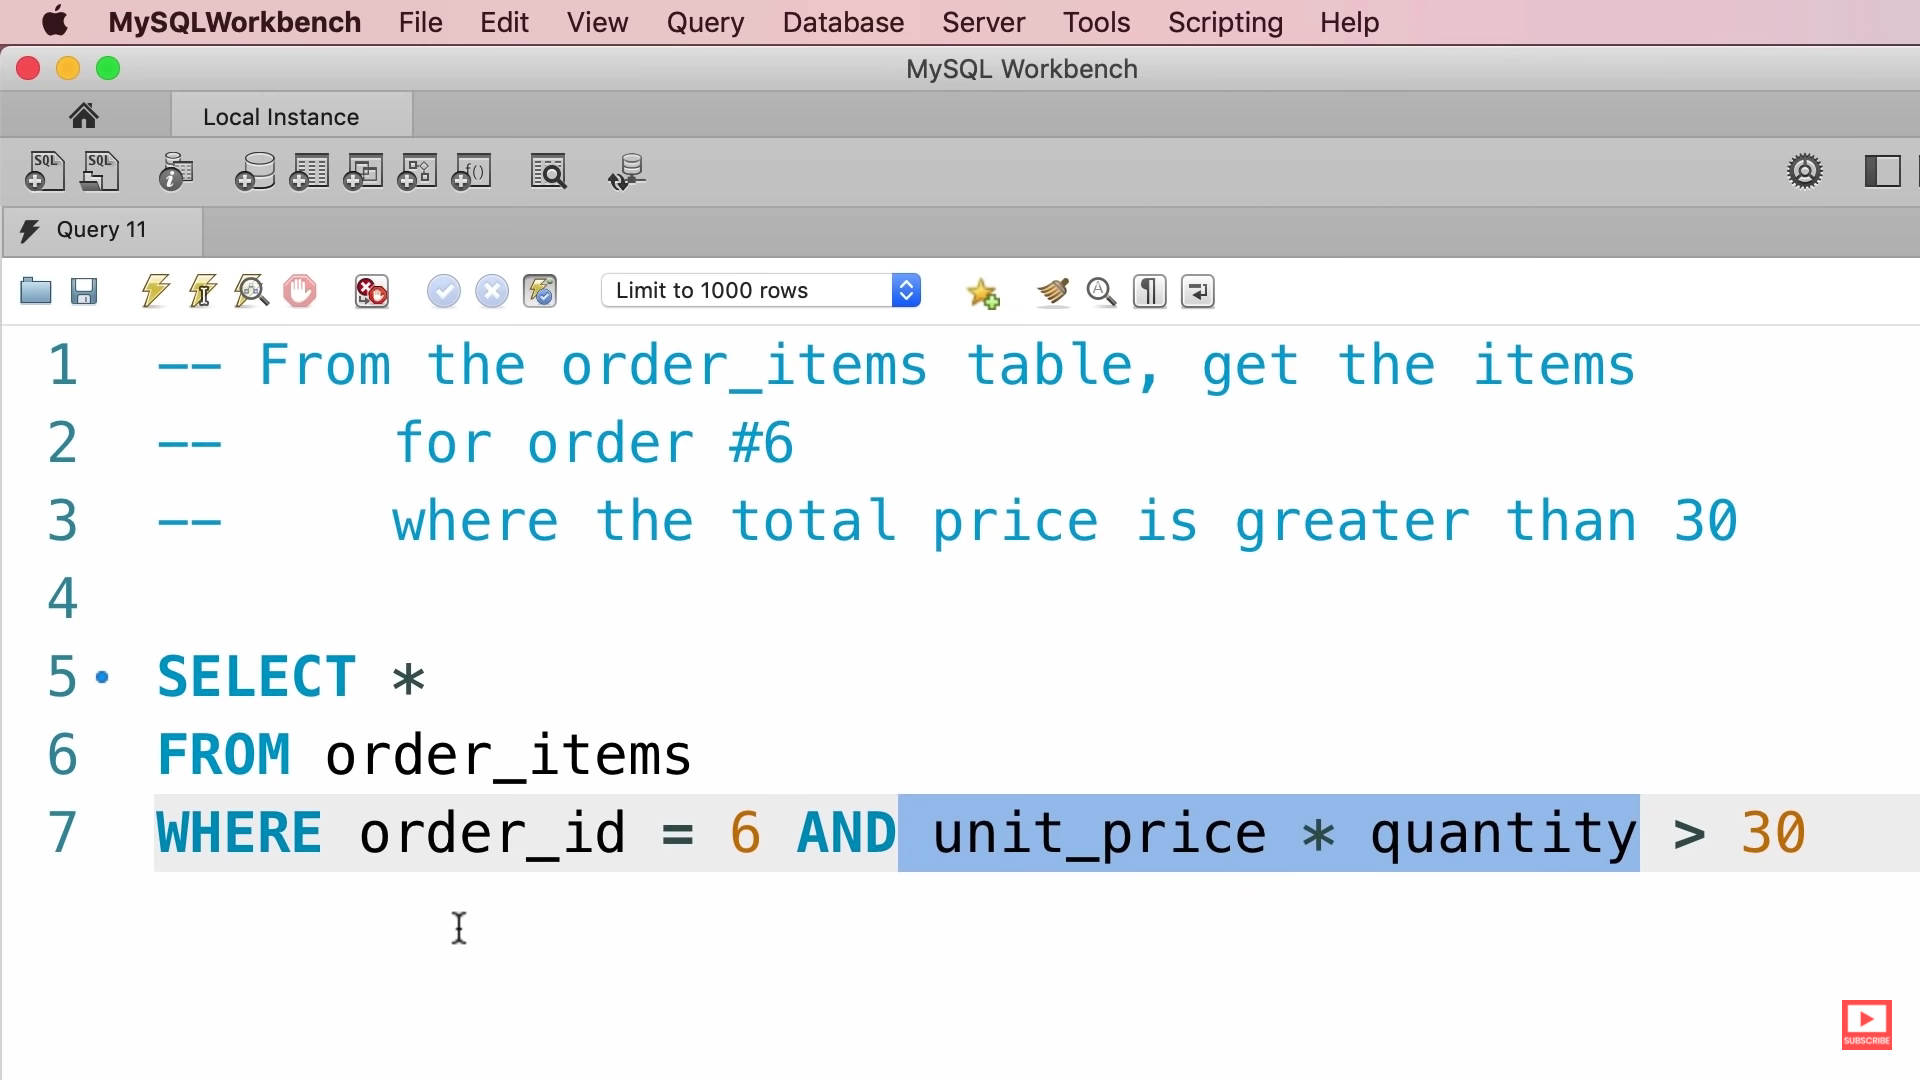 MySQLWorkbench File Edit View Query Database Server Tools Scripting Help
MySQL Workbench
Local Instance
SQL SQL f()
Query 11
Limit to 1000 rows
1 -- From the order_items table, get the items
2 --     for order #6
3 --     where the total price is greater than 30
4
5 SELECT *
6 FROM order_items
7 WHERE order_id = 6 AND unit_price * quantity > 30
SUBSCRIBE